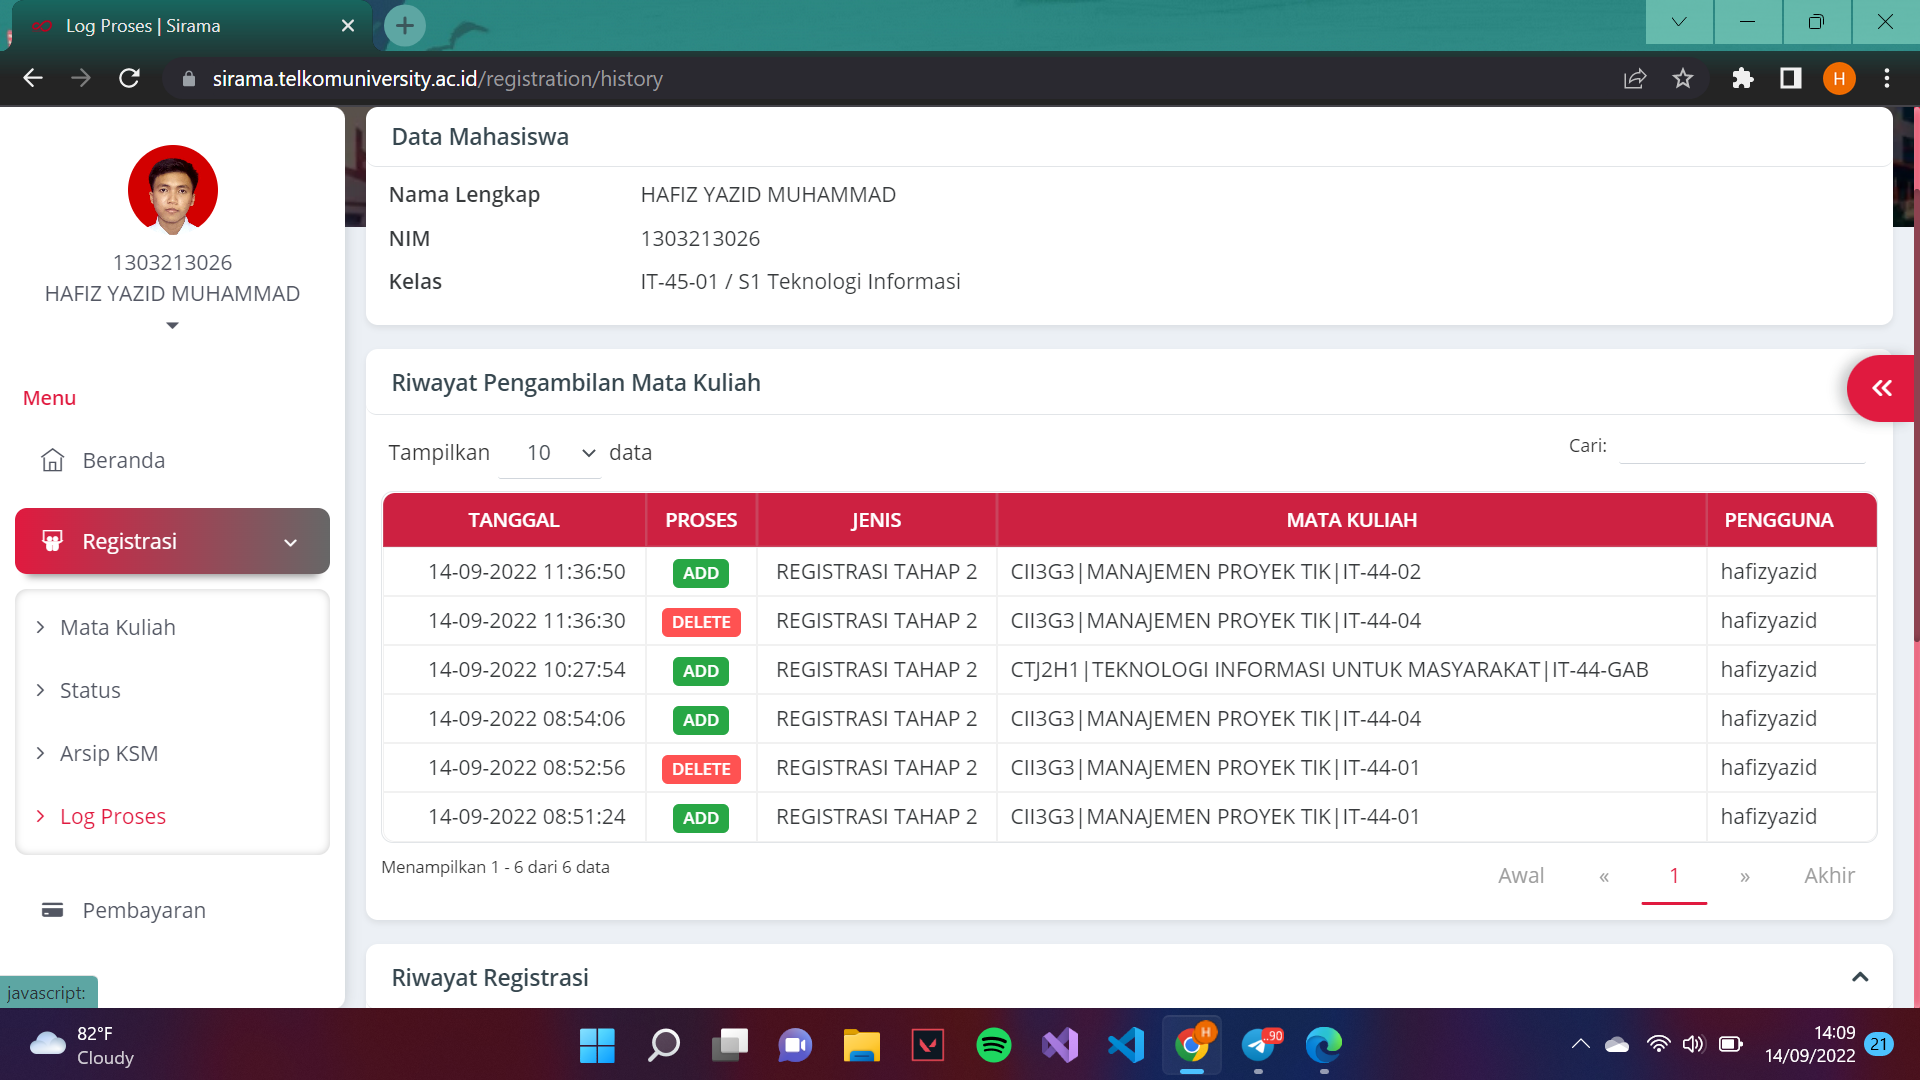 Log Proses | Sirama
sirama.telkomuniversity.ac.id/registration/history
H
1303213026
HAFIZ YAZID MUHAMMAD
Menu
Beranda
Registrasi
Mata Kuliah
Status
Arsip KSM
Log Proses
Pembayaran
javascript:
Data Mahasiswa
Nama Lengkap HAFIZ YAZID MUHAMMAD
NIM 1303213026
Kelas IT-45-01 / S1 Teknologi Informasi
Riwayat Pengambilan Mata Kuliah
Tampilkan 10 data Cari:
TANGGAL PROSES JENIS MATA KULIAH PENGGUNA
14-09-2022 11:36:50 ADD REGISTRASI TAHAP 2 CII3G3|MANAJEMEN PROYEK TIK|IT-44-02 hafizyazid
14-09-2022 11:36:30 DELETE REGISTRASI TAHAP 2 CII3G3|MANAJEMEN PROYEK TIK|IT-44-04 hafizyazid
14-09-2022 10:27:54 ADD REGISTRASI TAHAP 2 CTJ2H1|TEKNOLOGI INFORMASI UNTUK MASYARAKAT|IT-44-GAB hafizyazid
14-09-2022 08:54:06 ADD REGISTRASI TAHAP 2 CII3G3|MANAJEMEN PROYEK TIK|IT-44-04 hafizyazid
14-09-2022 08:52:56 DELETE REGISTRASI TAHAP 2 CII3G3|MANAJEMEN PROYEK TIK|IT-44-01 hafizyazid
14-09-2022 08:51:24 ADD REGISTRASI TAHAP 2 CII3G3|MANAJEMEN PROYEK TIK|IT-44-01 hafizyazid
Menampilkan 1 - 6 dari 6 data
Awal « 1 » Akhir
Riwayat Registrasi
82°F
Cloudy
H
..90
14:09
14/09/2022
21